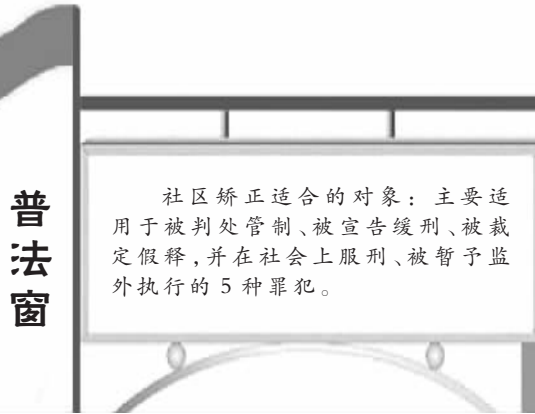 普法窗
社区矫正适合的对象：主要适
用于被判处管制、被宣告缓刑、被裁
定假释,并在社会上服刑、被暂予监
外执行的 5 种罪犯。